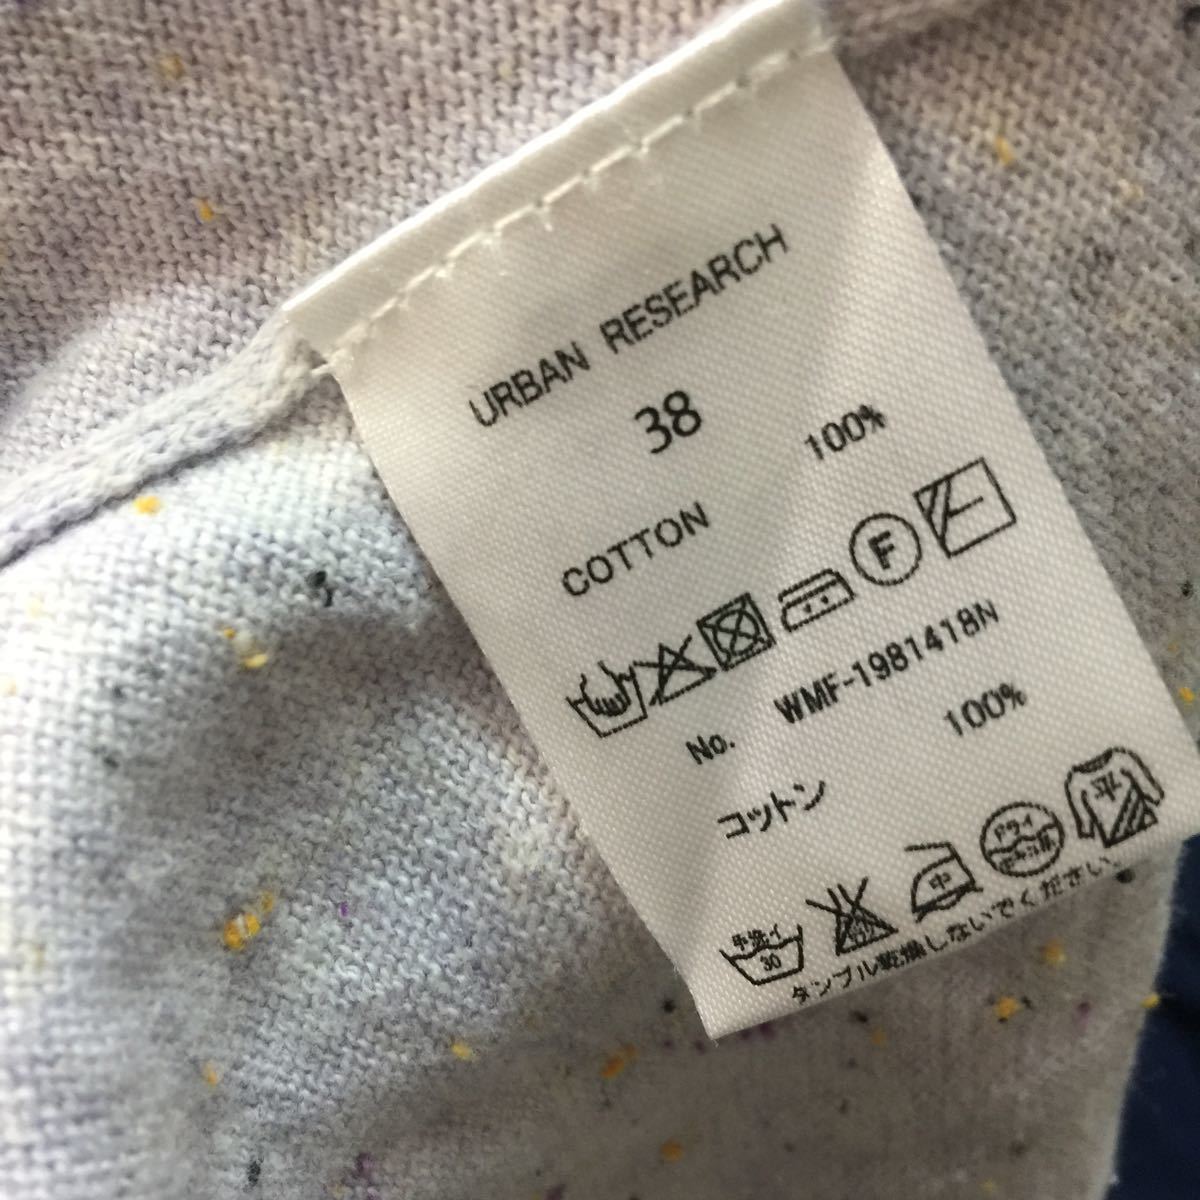 URBAN RESEARCH
38
COTTON 100%
F
No. WMF-1981418N
コットン 100%
手洗イ 30
中
ドライ
平
タンブル乾燥しないでください。